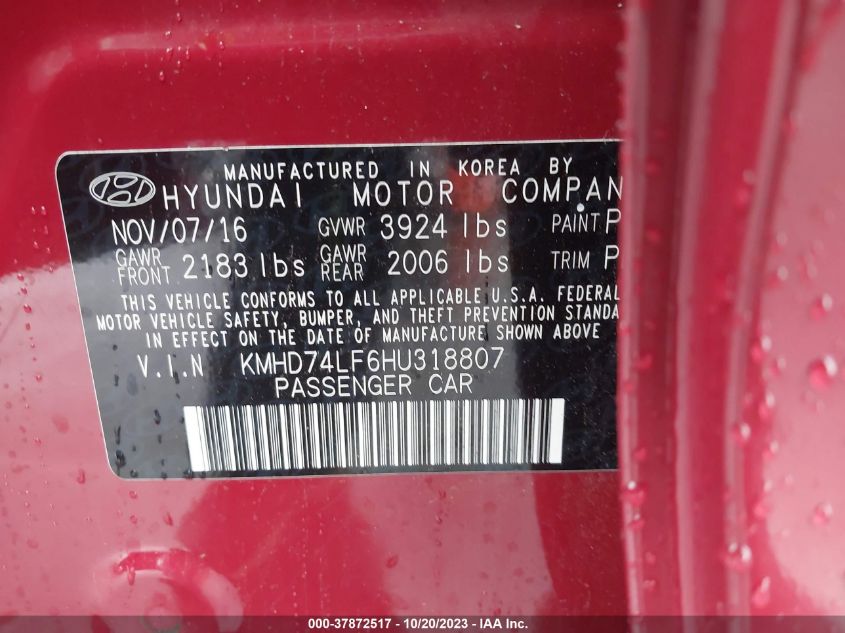 MANUFACTURED IN KOREA BY
HYUNDAI MOTOR COMPAN
NOV/07/16 GVWR 3924 lbs PAINT P
GAWR FRONT 2183 lbs GAWR REAR 2006 lbs TRIM P
THIS VEHICLE CONFORMS TO ALL APPLICABLE U.S.A. FEDERAL
MOTOR VEHICLE SAFETY, BUMPER, AND THEFT PREVENTION STANDA
IN EFFECT ON THE DATE OF MANUFACTURE SHOWN ABOVE
V.I.N KMHD74LF6HU318807
PASSENGER CAR
000-37872517 - 10/20/2023 - IAA Inc.